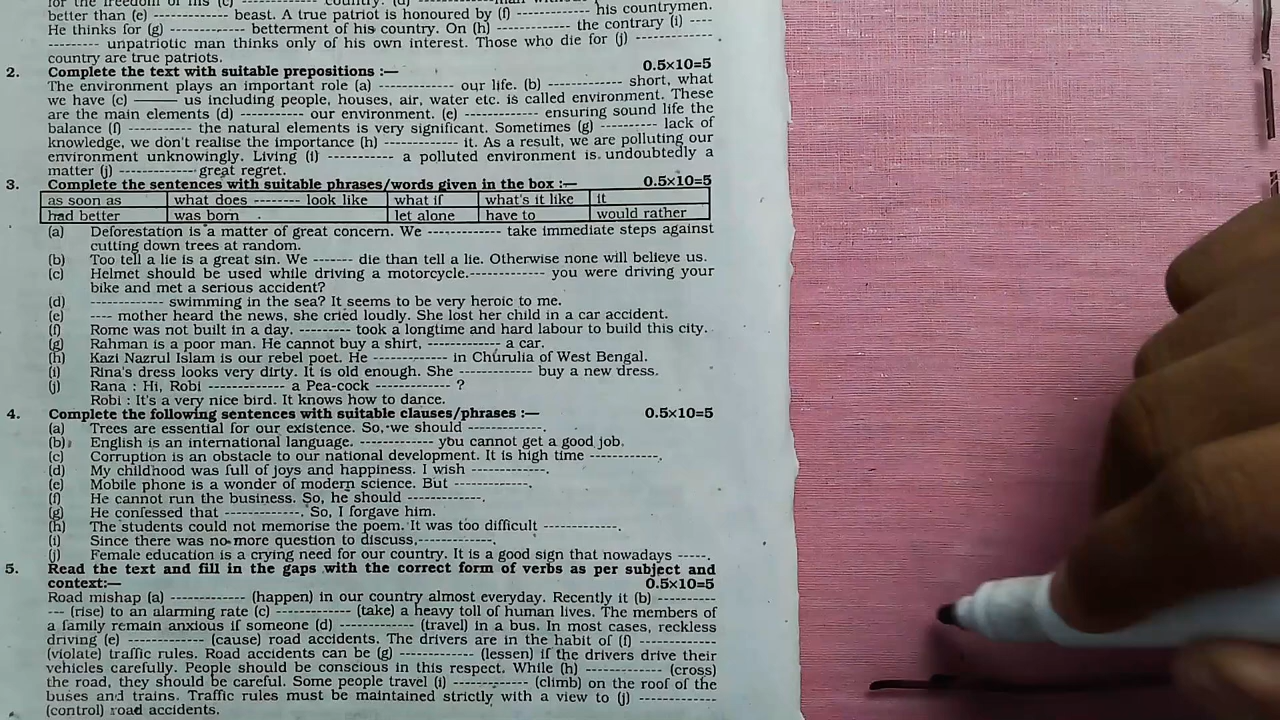 for the freedom of his (c) ------------ country. (d) ------------man without
better than (e) ------------ beast. A true patriot is honoured by (f) ------------ his countrymen.
He thinks for (g) ------------ betterment of his country. On (h) ------------ the contrary (i) ----
--------- unpatriotic man thinks only of his own interest. Those who die for (j) -------------
country are true patriots.
2. Complete the text with suitable prepositions :— 0.5×10=5
The environment plays an important role (a) ------------ our life. (b) ------------ short, what
we have (c) ——— us including people, houses, air, water etc. is called environment. These
are the main elements (d) ---------- our environment. (e) ------------ ensuring sound life the
balance (f) ----------- the natural elements is very significant. Sometimes (g) --------- lack of
knowledge, we don't realise the importance (h) ------------ it. As a result, we are polluting our
environment unknowingly. Living (i) ----------- a polluted environment is undoubtedly a
matter (j) ------------ great regret.
3. Complete the sentences with suitable phrases/words given in the box :— 0.5×10=5
as soon as what does -------- look like what if what's it like it
had better was born let alone have to would rather
(a) Deforestation is a matter of great concern. We ------------ take immediate steps against
cutting down trees at random.
(b) Too tell a lie is a great sin. We ------- die than tell a lie. Otherwise none will believe us.
(c) Helmet should be used while driving a motorcycle.------------ you were driving your
bike and met a serious accident?
(d) ------------ swimming in the sea? It seems to be very heroic to me.
(e) ---- mother heard the news, she cried loudly. She lost her child in a car accident.
(f) Rome was not built in a day. -------- took a longtime and hard labour to build this city.
(g) Rahman is a poor man. He cannot buy a shirt, ------------ a car.
(h) Kazi Nazrul Islam is our rebel poet. He ------------ in Churulia of West Bengal.
(i) Rina's dress looks very dirty. It is old enough. She ------------ buy a new dress.
(j) Rana : Hi, Robi ------------ a Pea-cock ------------ ?
Robi : It's a very nice bird. It knows how to dance.
4. Complete the following sentences with suitable clauses/phrases :— 0.5×10=5
(a) Trees are essential for our existence. So, we should ------------.
(b) English is an international language. ------------ you cannot get a good job.
(c) Corruption is an obstacle to our national development. It is high time ------------.
(d) My childhood was full of joys and happiness. I wish ------------.
(e) Mobile phone is a wonder of modern science. But ------------.
(f) He cannot run the business. So, he should ------------.
(g) He confessed that ------------. So, I forgave him.
(h) The students could not memorise the poem. It was too difficult ------------.
(i) Since there was no more question to discuss,------------.
(j) Female education is a crying need for our country. It is a good sign that nowadays -----.
5. Read the text and fill in the gaps with the correct form of verbs as per subject and
context:— 0.5×10=5
Road mishap (a) ------------ (happen) in our country almost everyday. Recently it (b) ---------
--- (rise) to an alarming rate (c) ------------ (take) a heavy toll of human lives. The members of
a family remain anxious if someone (d) ------------ (travel) in a bus. In most cases, reckless
driving (e) ------------ (cause) road accidents. The drivers are in the habit of (f) ------------
(violate) traffic rules. Road accidents can be (g) ------------ (lessen) if the drivers drive their
vehicles carefully. People should be conscious in this respect. While (h) ------------ (cross)
the road, they should be careful. Some people travel (i) ------------ (climb) on the roof of the
buses and trains. Traffic rules must be maintained strictly with a view to (j) ------------
(control) road accidents.